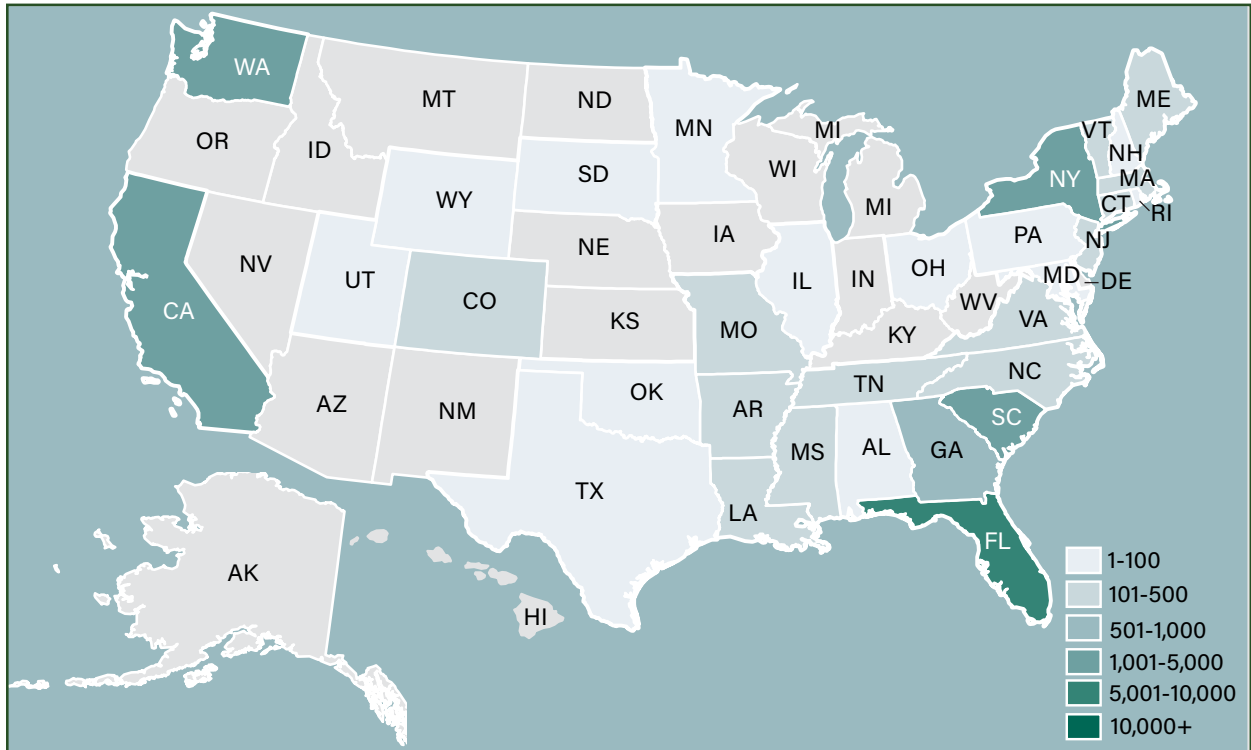 WA
MT
ND
MN
OR
ID
WY
SD
WI
MI
MI
ME
VT
NH
NY
MA
CT
RI
NV
UT
CO
NE
IA
IL
IN
OH
PA
NJ
MD
DE
WV
VA
CA
KS
MO
KY
AZ
NM
OK
AR
TN
NC
SC
TX
LA
MS
AL
GA
FL
AK
HI
1-100
101-500
501-1,000
1,001-5,000
5,001-10,000
10,000+